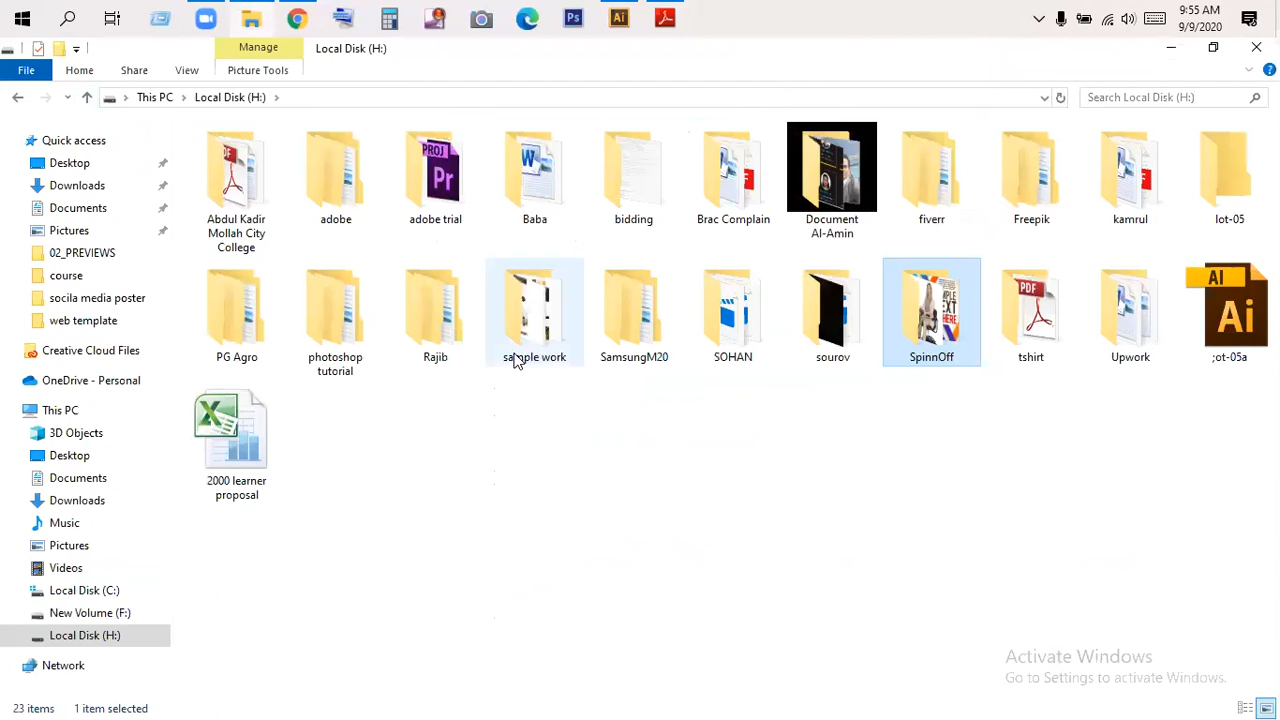 9:55 AM
9/9/2020
Manage
Local Disk (H:)
File
Home
Share
View
Picture Tools
This PC
Local Disk (H:)
Search Local Disk (H:)
Quick access
Desktop
Downloads
Documents
Pictures
02_PREVIEWS
course
socila media poster
web template
Creative Cloud Files
OneDrive - Personal
This PC
3D Objects
Desktop
Documents
Downloads
Music
Pictures
Videos
Local Disk (C:)
New Volume (F:)
Local Disk (H:)
Network
Abdul Kadir
Mollah City
College
adobe
adobe trial
Baba
bidding
Brac Complain
Document
Al-Amin
fiverr
Freepik
kamrul
lot-05
PG Agro
photoshop
tutorial
Rajib
sample work
SamsungM20
SOHAN
sourov
SpinnOff
tshirt
Upwork
;ot-05a
2000 learner
proposal
Activate Windows
Go to Settings to activate Windows.
23 items
1 item selected